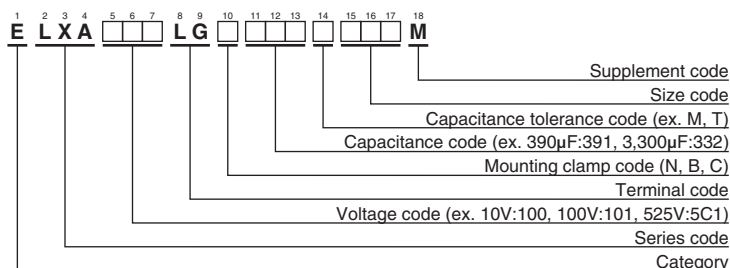 1 2 3 4 5 6 7 8 9 10 11 12 13 14 15 16 17 18
E L X A □□□ L G □ □□□ □ □□□ M
Supplement code
Size code
Capacitance tolerance code (ex. M, T)
Capacitance code (ex. 390µF:391, 3,300µF:332)
Mounting clamp code (N, B, C)
Terminal code
Voltage code (ex. 10V:100, 100V:101, 525V:5C1)
Series code
Category